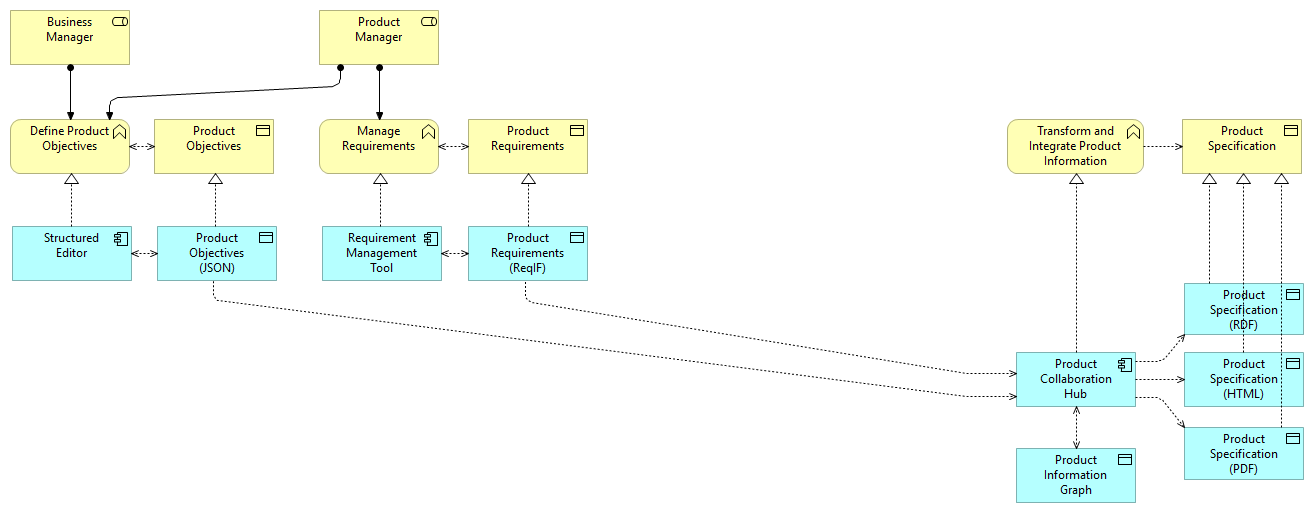 Business
Manager
Product
Manager
Define Product
Objectives
Product
Objectives
Manage
Requirements
Product
Requirements
Transform and
Integrate Product
Information
Product
Specification
Structured
Editor
Product
Objectives
(JSON)
Requirement
Management
Tool
Product
Requirements
(ReqIF)
Product
Specification
(RDF)
Product
Collaboration
Hub
Product
Specification
(HTML)
Product
Specification
(PDF)
Product
Information
Graph